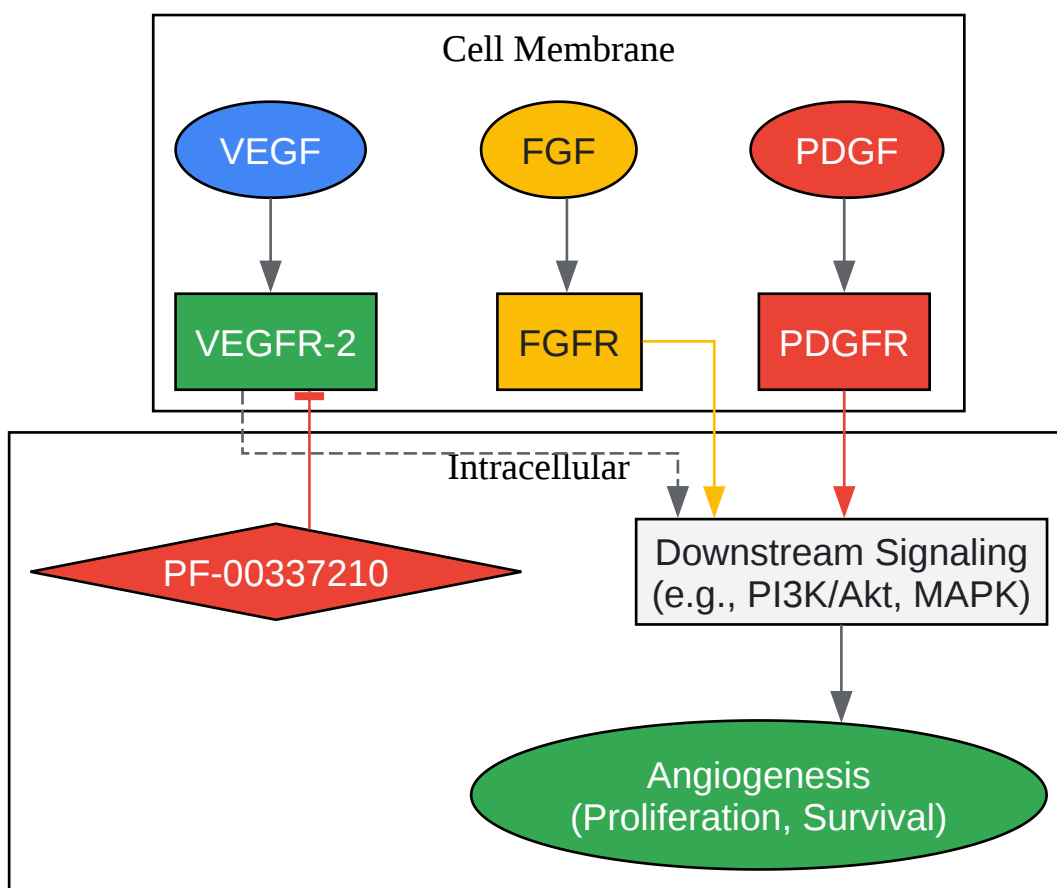 Cell Membrane
VEGF
FGF
PDGF
VEGFR-2
FGFR
PDGFR
Intracellular
PF-00337210
Downstream Signaling
(e.g., PI3K/Akt, MAPK)
Angiogenesis
(Proliferation, Survival)